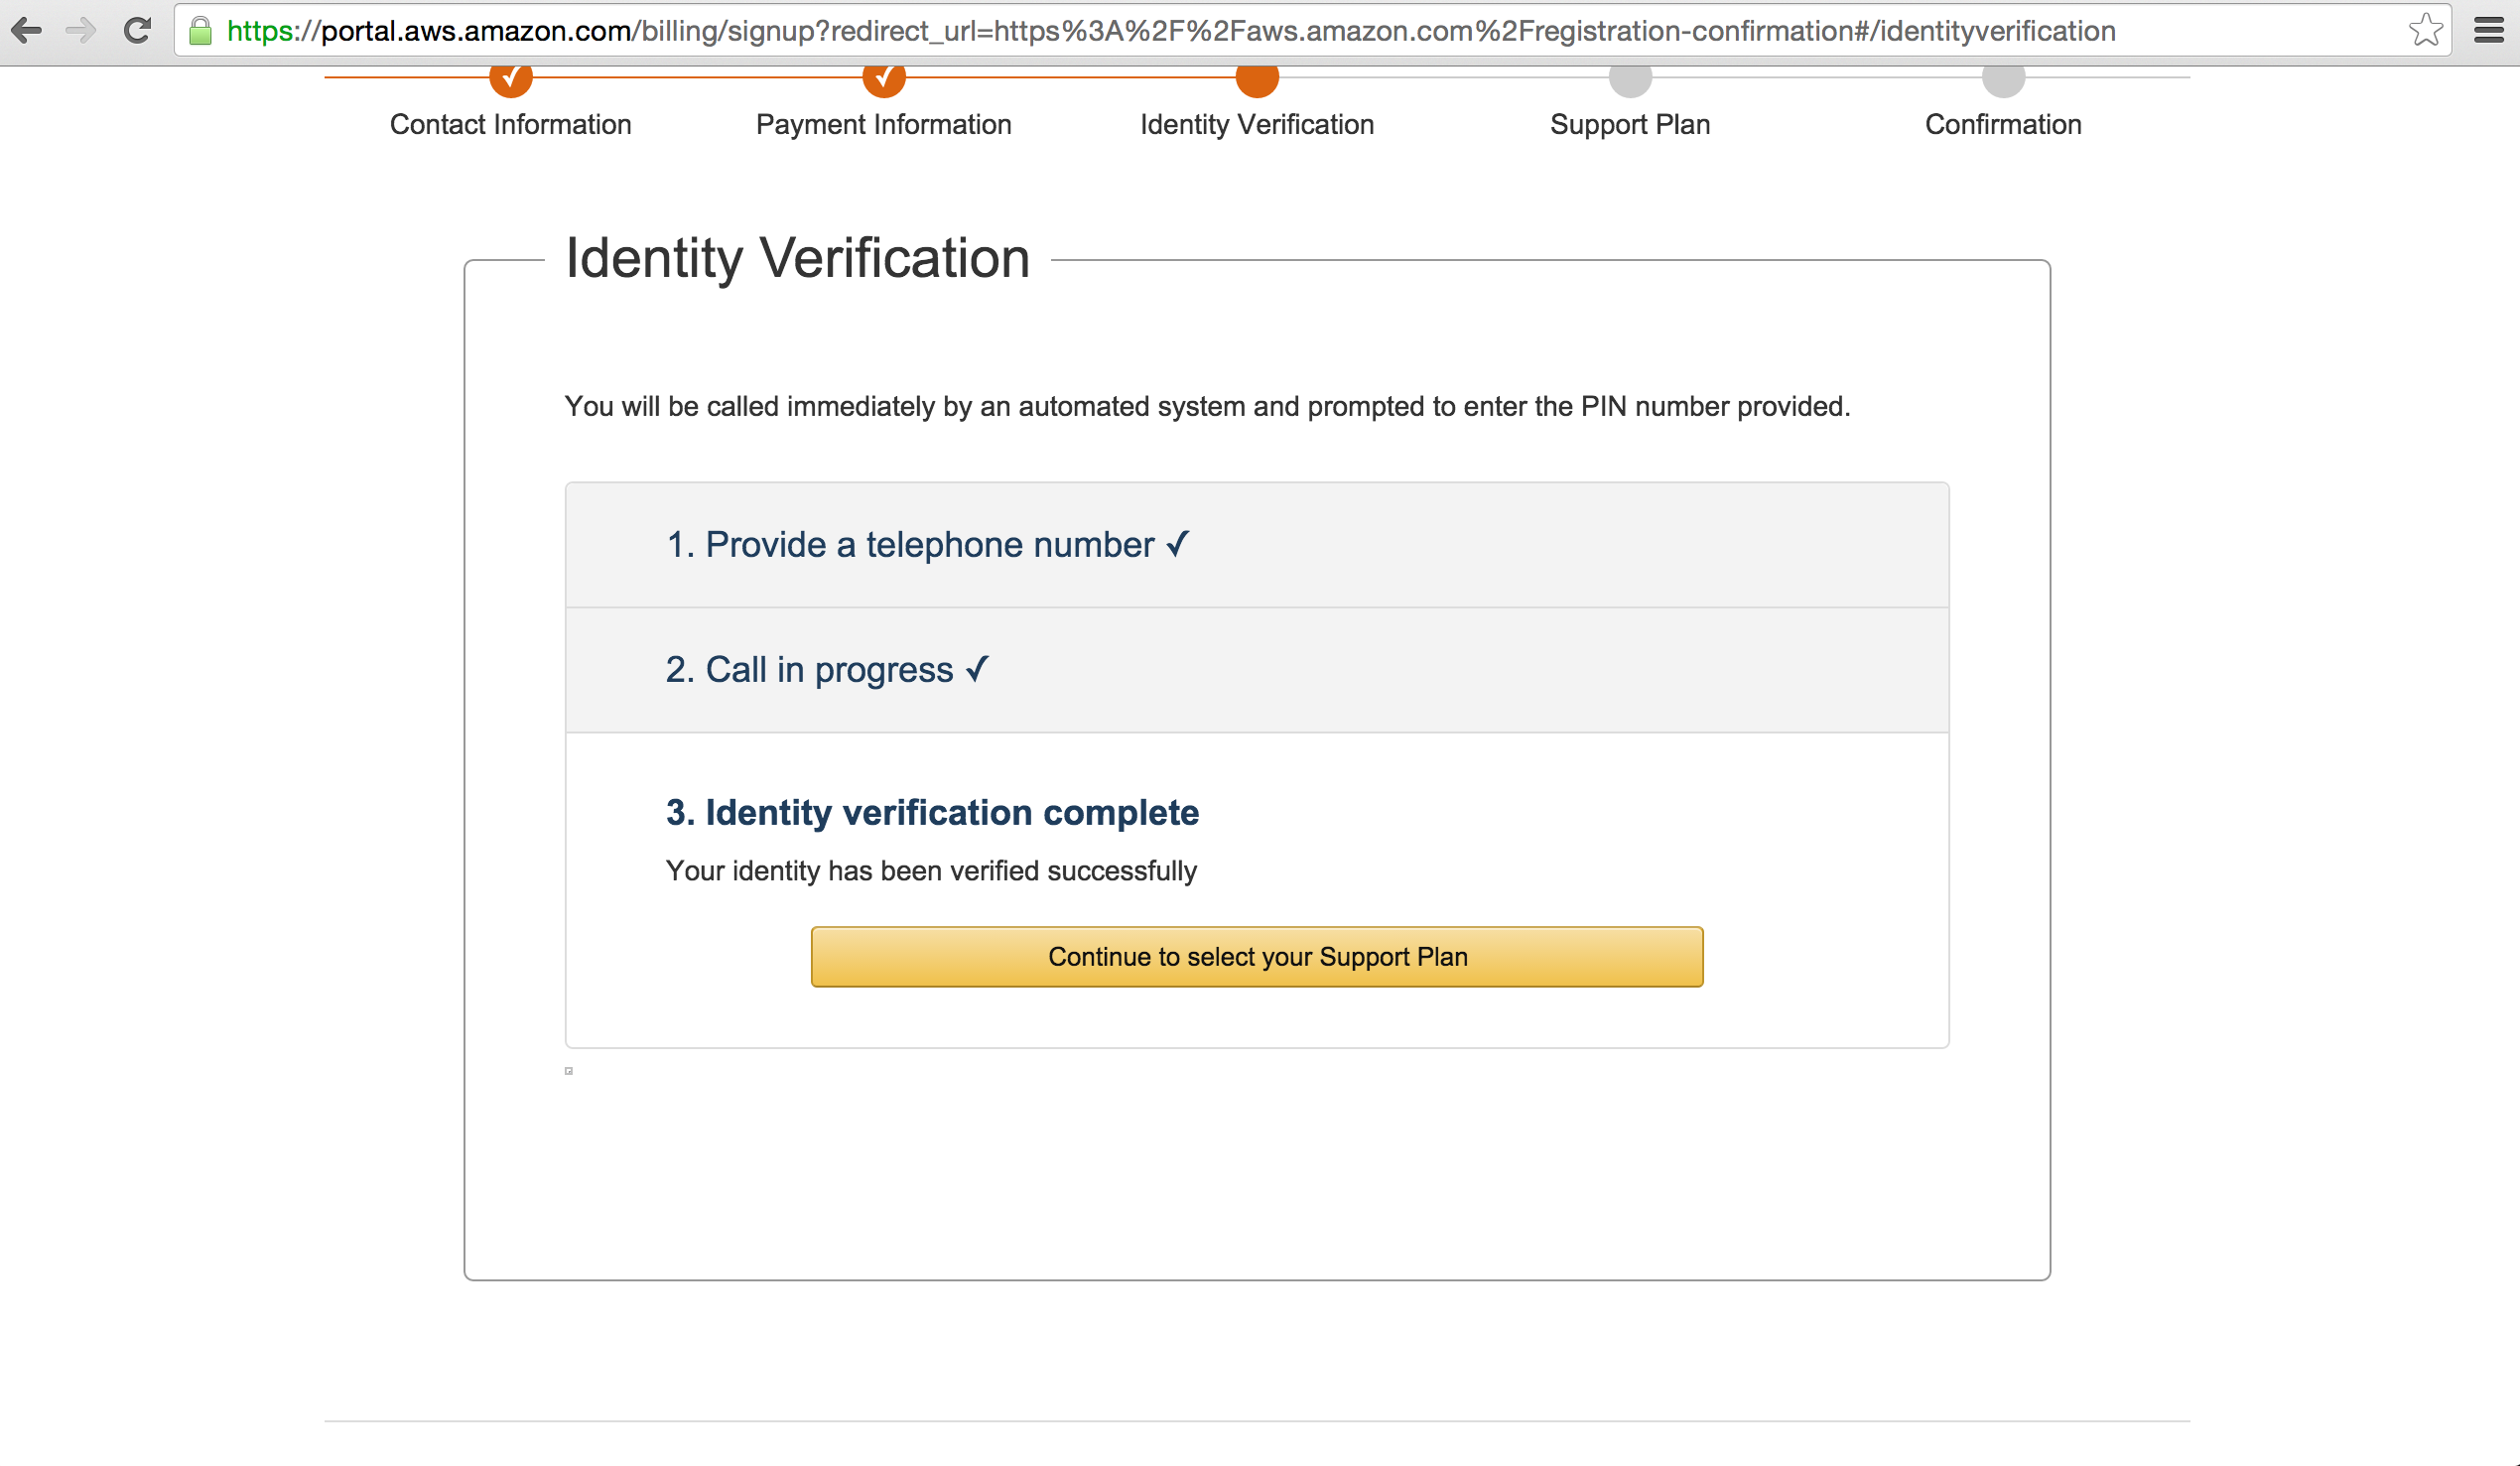 https://portal.aws.amazon.com/billing/signup?redirect_url=https%3A%2F%2Faws.amazon.com%2Fregistration-confirmation#/identityverification
Contact Information Payment Information Identity Verification Support Plan Confirmation
Identity Verification
You will be called immediately by an automated system and prompted to enter the PIN number provided.
1. Provide a telephone number ✓
2. Call in progress ✓
3. Identity verification complete
Your identity has been verified successfully
Continue to select your Support Plan